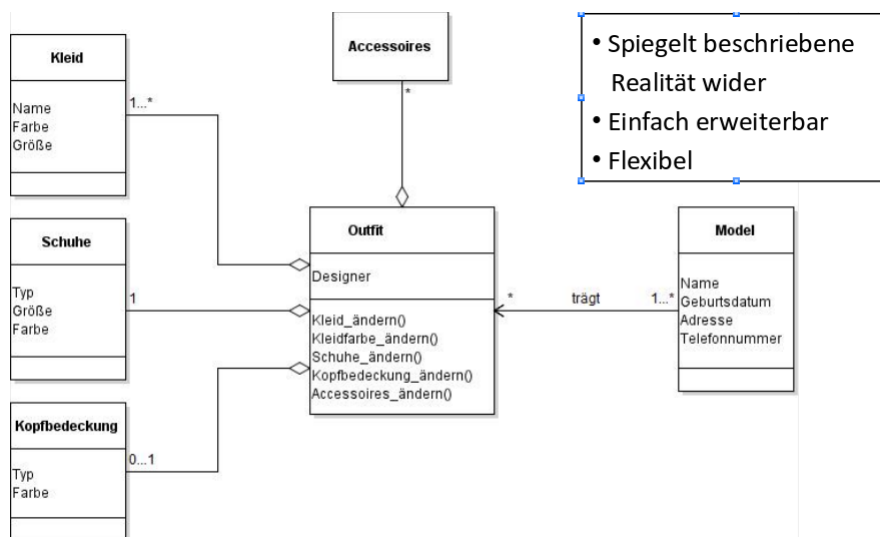 Accessoires
*
• Spiegelt beschriebene
Realität wider
• Einfach erweiterbar
• Flexibel
Kleid
Name
Farbe
Größe
1...*
Schuhe
Typ
Größe
Farbe
1
Kopfbedeckung
Typ
Farbe
0...1
Outfit
Designer
Kleid_ändern()
Kleidfarbe_ändern()
Schuhe_ändern()
Kopfbedeckung_ändern()
Accessoires_ändern()
* trägt 1...*
Model
Name
Geburtsdatum
Adresse
Telefonnummer